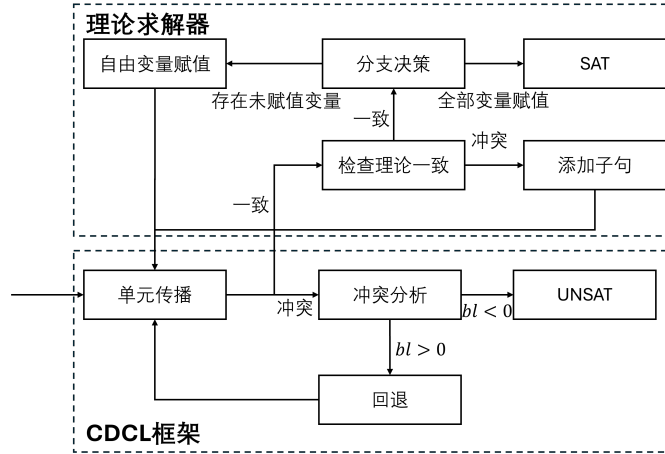 理论求解器
自由变量赋值
分支决策
SAT
存在未赋值变量
全部变量赋值
一致
冲突
检查理论一致
添加子句
一致
单元传播
冲突
冲突分析
bl < 0
UNSAT
bl > 0
回退
CDCL框架